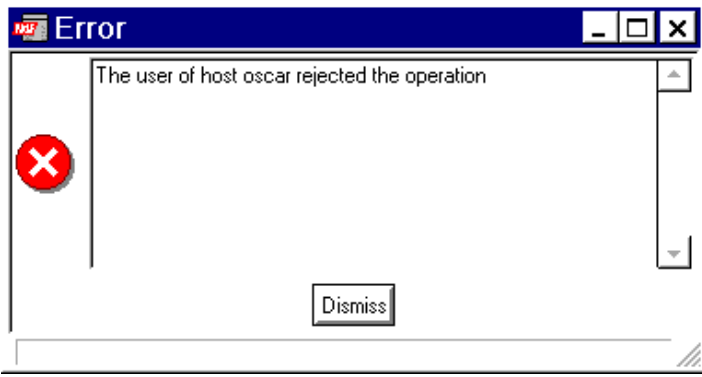 Error
The user of host oscar rejected the operation
Dismiss